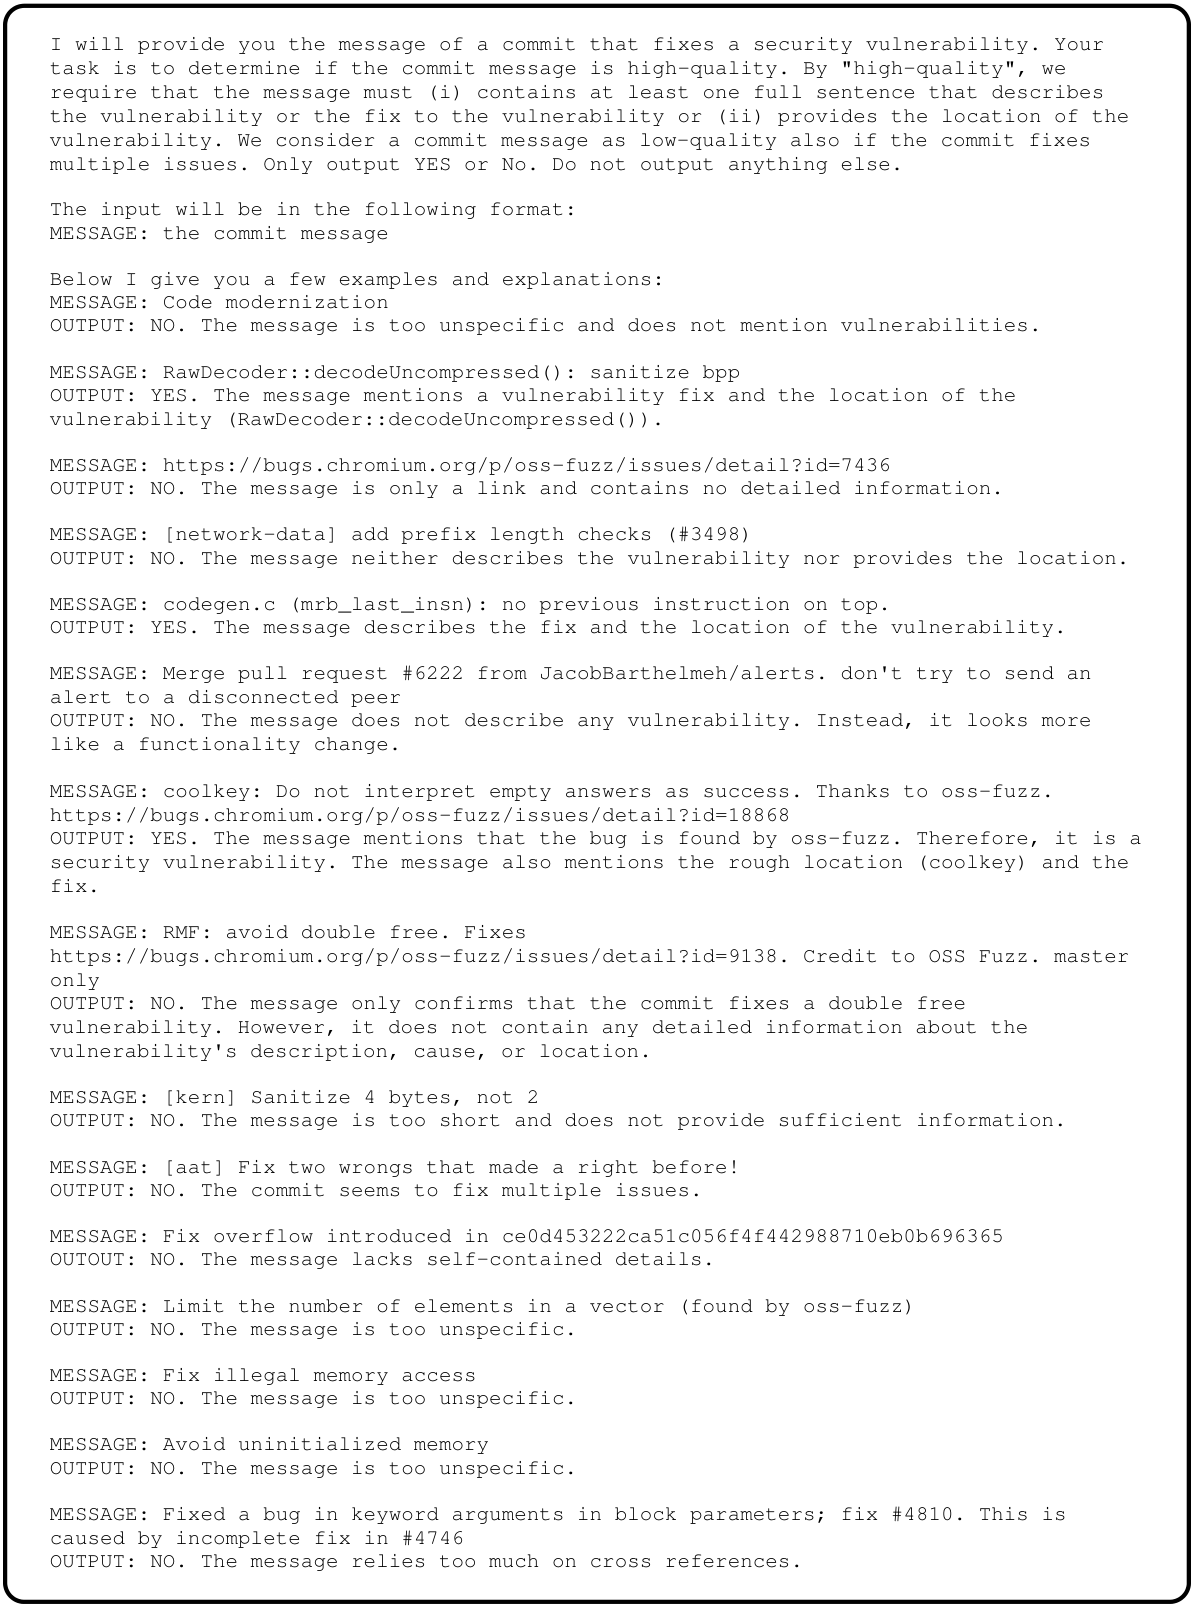 I will provide you the message of a commit that fixes a security vulnerability. Your
task is to determine if the commit message is high-quality. By "high-quality", we
require that the message must (i) contains at least one full sentence that describes
the vulnerability or the fix to the vulnerability or (ii) provides the location of the
vulnerability. We consider a commit message as low-quality also if the commit fixes
multiple issues. Only output YES or No. Do not output anything else.

The input will be in the following format:
MESSAGE: the commit message

Below I give you a few examples and explanations:
MESSAGE: Code modernization
OUTPUT: NO. The message is too unspecific and does not mention vulnerabilities.

MESSAGE: RawDecoder::decodeUncompressed(): sanitize bpp
OUTPUT: YES. The message mentions a vulnerability fix and the location of the
vulnerability (RawDecoder::decodeUncompressed()).

MESSAGE: https://bugs.chromium.org/p/oss-fuzz/issues/detail?id=7436
OUTPUT: NO. The message is only a link and contains no detailed information.

MESSAGE: [network-data] add prefix length checks (#3498)
OUTPUT: NO. The message neither describes the vulnerability nor provides the location.

MESSAGE: codegen.c (mrb_last_insn): no previous instruction on top.
OUTPUT: YES. The message describes the fix and the location of the vulnerability.

MESSAGE: Merge pull request #6222 from JacobBarthelmeh/alerts. don't try to send an
alert to a disconnected peer
OUTPUT: NO. The message does not describe any vulnerability. Instead, it looks more
like a functionality change.

MESSAGE: coolkey: Do not interpret empty answers as success. Thanks to oss-fuzz.
https://bugs.chromium.org/p/oss-fuzz/issues/detail?id=18868
OUTPUT: YES. The message mentions that the bug is found by oss-fuzz. Therefore, it is a
security vulnerability. The message also mentions the rough location (coolkey) and the
fix.

MESSAGE: RMF: avoid double free. Fixes
https://bugs.chromium.org/p/oss-fuzz/issues/detail?id=9138. Credit to OSS Fuzz. master
only
OUTPUT: NO. The message only confirms that the commit fixes a double free
vulnerability. However, it does not contain any detailed information about the
vulnerability's description, cause, or location.

MESSAGE: [kern] Sanitize 4 bytes, not 2
OUTPUT: NO. The message is too short and does not provide sufficient information.

MESSAGE: [aat] Fix two wrongs that made a right before!
OUTPUT: NO. The commit seems to fix multiple issues.

MESSAGE: Fix overflow introduced in ce0d453222ca51c056f4f442988710eb0b696365
OUTOUT: NO. The message lacks self-contained details.

MESSAGE: Limit the number of elements in a vector (found by oss-fuzz)
OUTPUT: NO. The message is too unspecific.

MESSAGE: Fix illegal memory access
OUTPUT: NO. The message is too unspecific.

MESSAGE: Avoid uninitialized memory
OUTPUT: NO. The message is too unspecific.

MESSAGE: Fixed a bug in keyword arguments in block parameters; fix #4810. This is
caused by incomplete fix in #4746
OUTPUT: NO. The message relies too much on cross references.